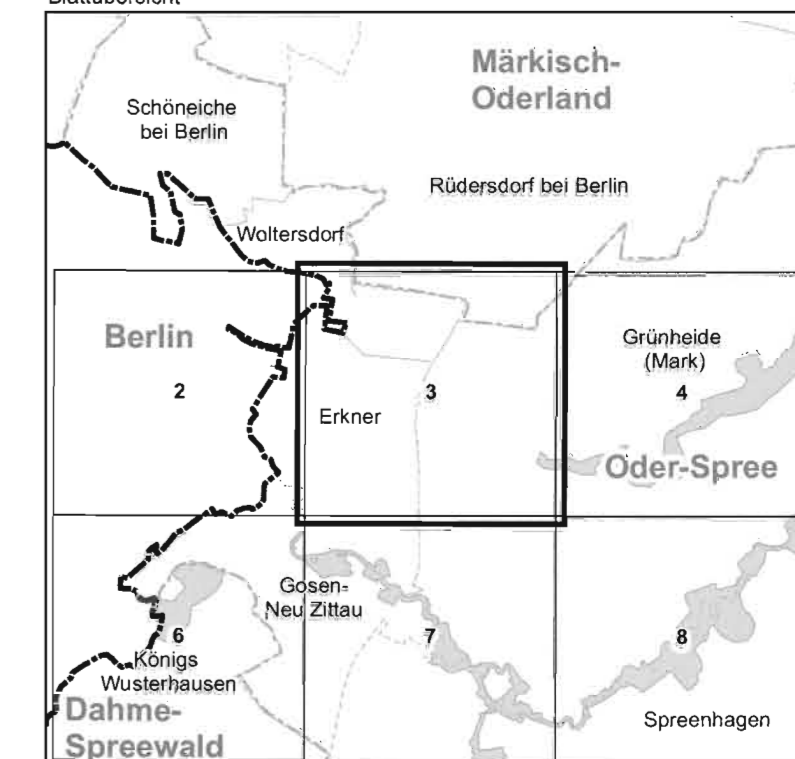 Blattübersicht
Märkisch-
Oderland
Schöneiche
bei Berlin
Rüdersdorf bei Berlin
Woltersdorf
Berlin
Grünheide
(Mark)
2
3
4
Erkner
Oder-Spree
Gosen-
Neu Zittau
6
7
8
Königs
Wusterhausen
Dahme-
Spreewald
Spreenhagen